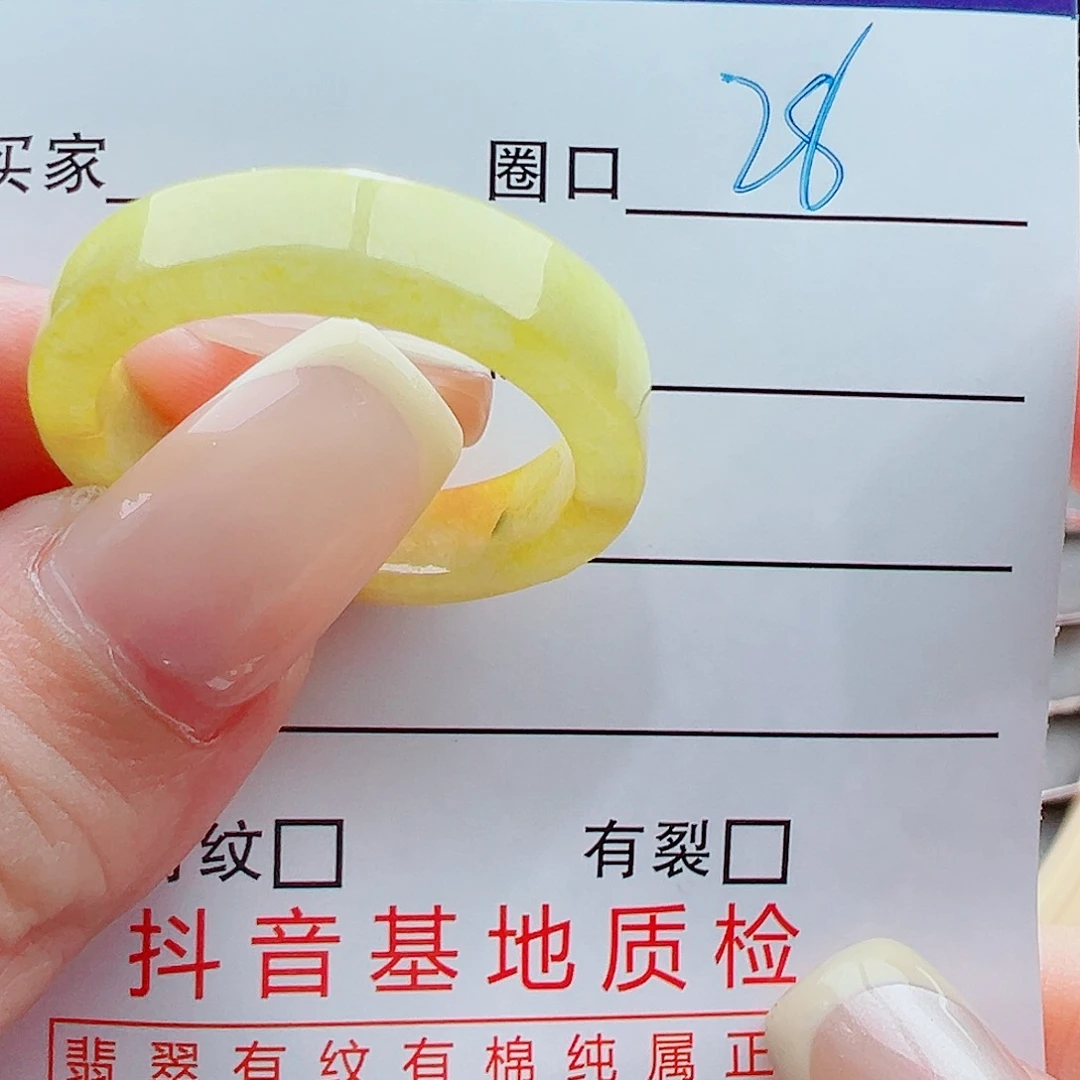 买家 圈口 28
纹 有裂
抖音基地质检
翡翠有纹有棉纯属正